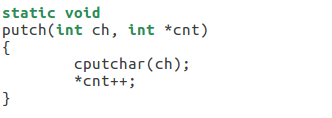 static void
putch(int ch, int *cnt)
{
        cputchar(ch);
        *cnt++;
}